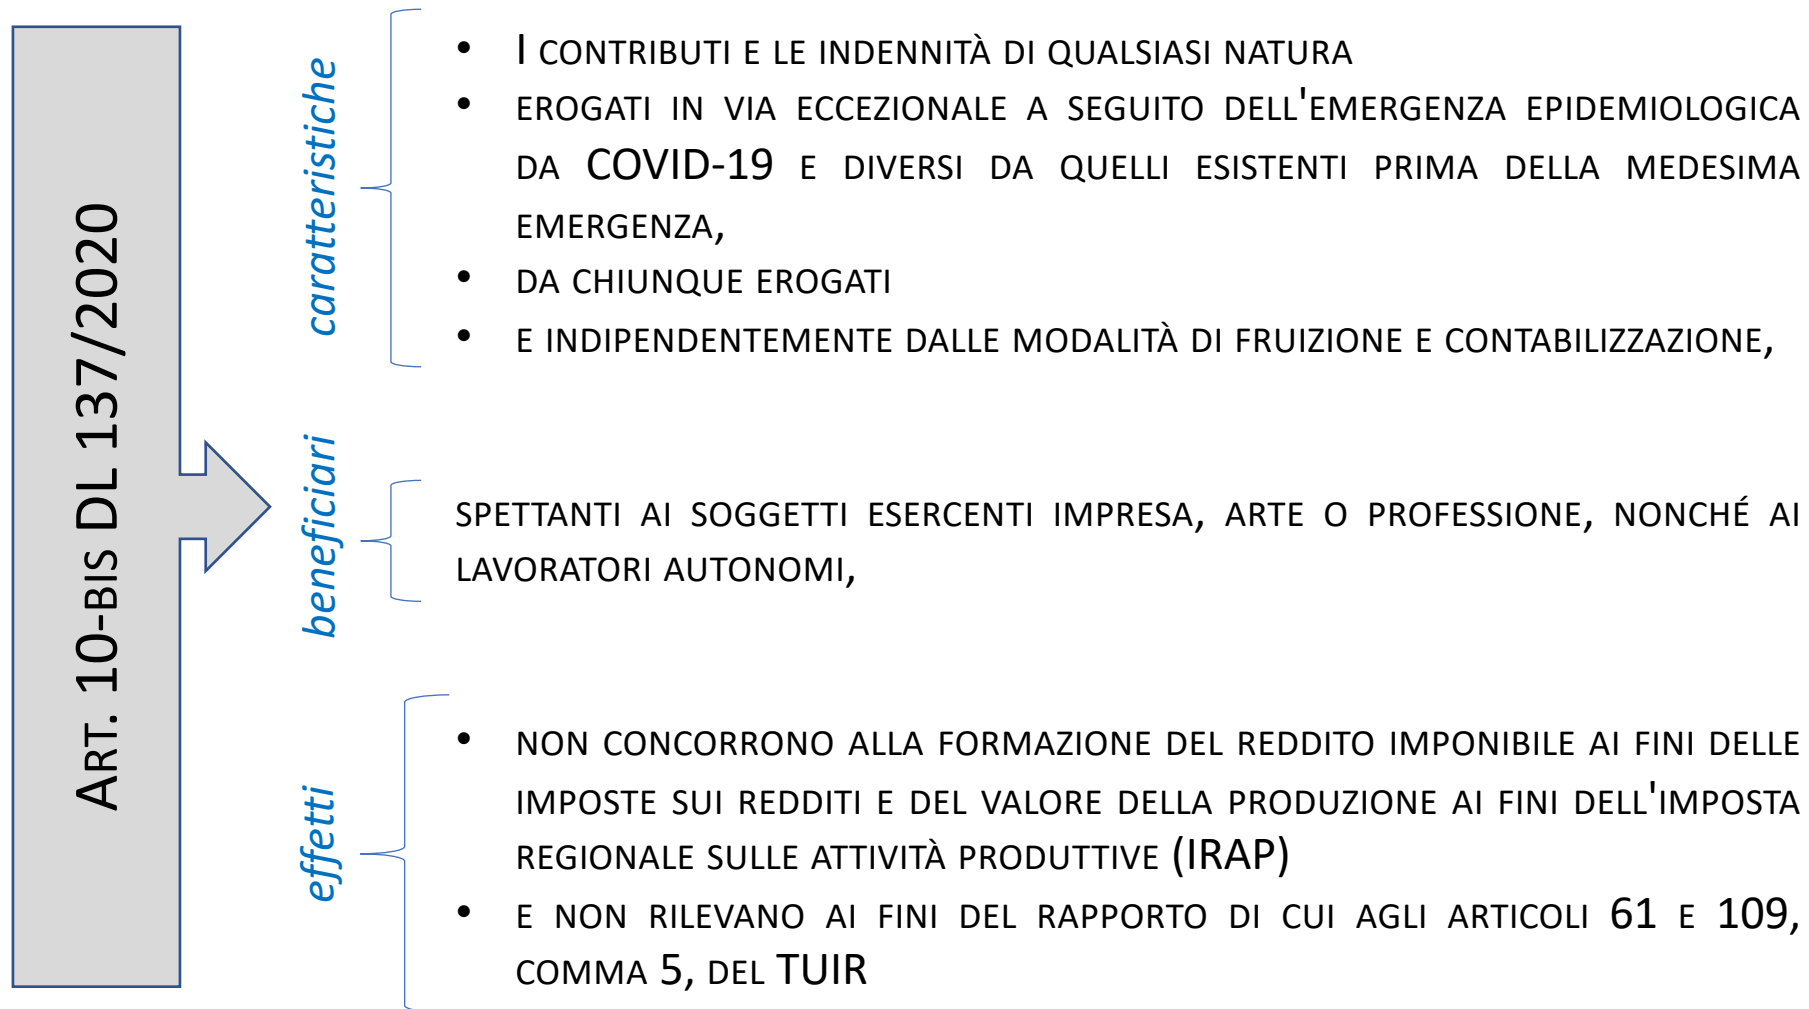 Art. 10-bis DL 137/2020
caratteristiche
• I contributi e le indennità di qualsiasi natura
• erogati in via eccezionale a seguito dell'emergenza epidemiologica
da COVID-19 e diversi da quelli esistenti prima della medesima
emergenza,
• da chiunque erogati
• e indipendentemente dalle modalità di fruizione e contabilizzazione,
beneficiari
spettanti ai soggetti esercenti impresa, arte o professione, nonché ai
lavoratori autonomi,
effetti
• non concorrono alla formazione del reddito imponibile ai fini delle
imposte sui redditi e del valore della produzione ai fini dell'imposta
regionale sulle attività produttive (IRAP)
• e non rilevano ai fini del rapporto di cui agli articoli 61 e 109,
comma 5, del TUIR